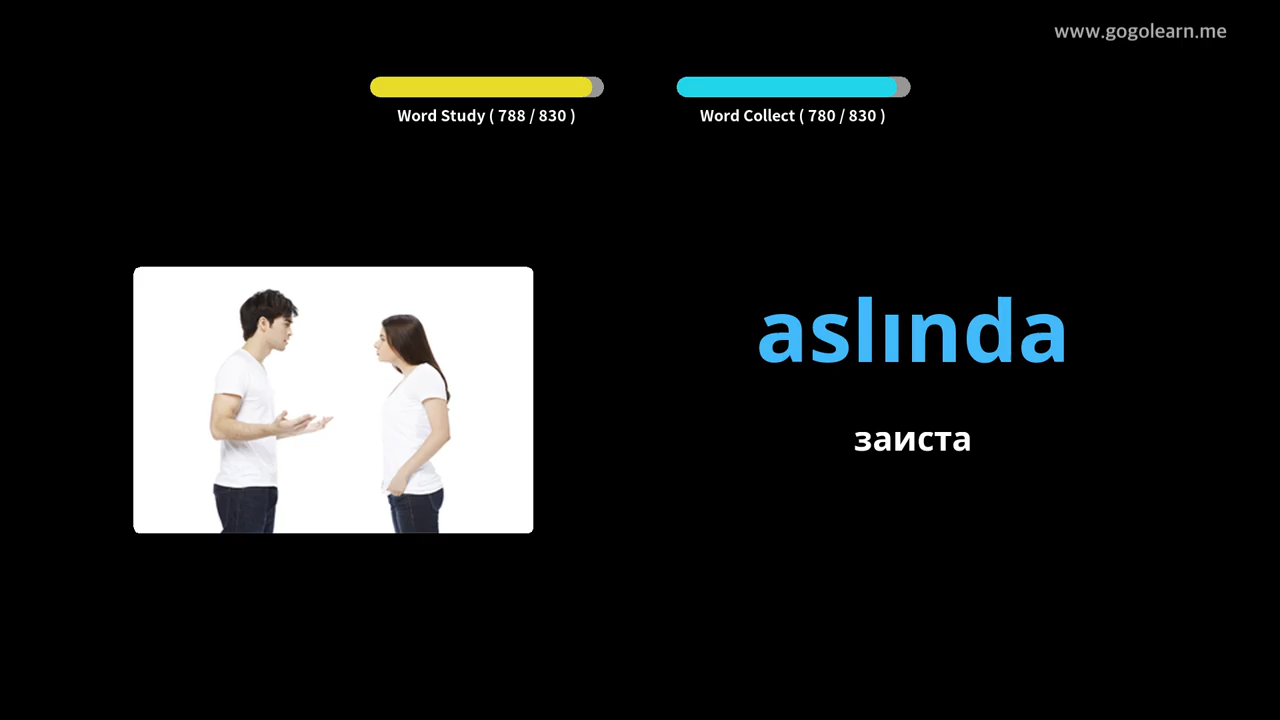 www.gogolearn.me
Word Study ( 788 / 830 )
Word Collect ( 780 / 830 )
aslında
заиста